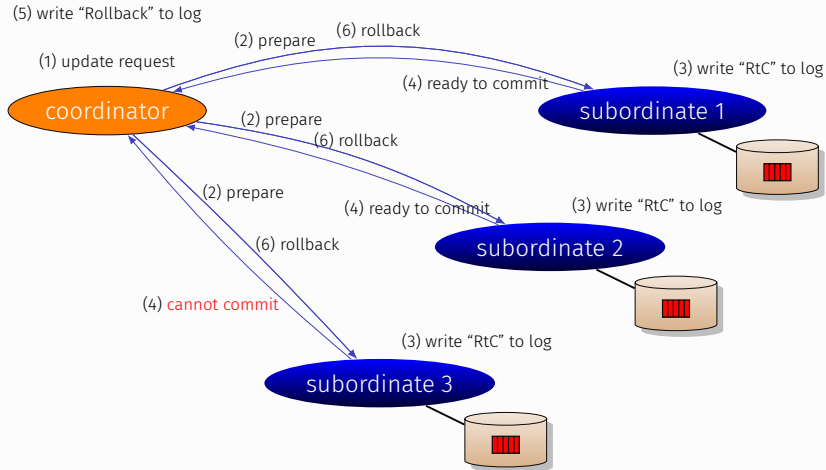 (5) write “Rollback” to log
(6) rollback
(2) prepare
(1) update request
(3) write “RtC” to log
(4) ready to commit
coordinator
subordinate 1
(2) prepare
(6) rollback
(2) prepare
(3) write “RtC” to log
(4) ready to commit
(6) rollback
subordinate 2
(4) cannot commit
(3) write “RtC” to log
subordinate 3